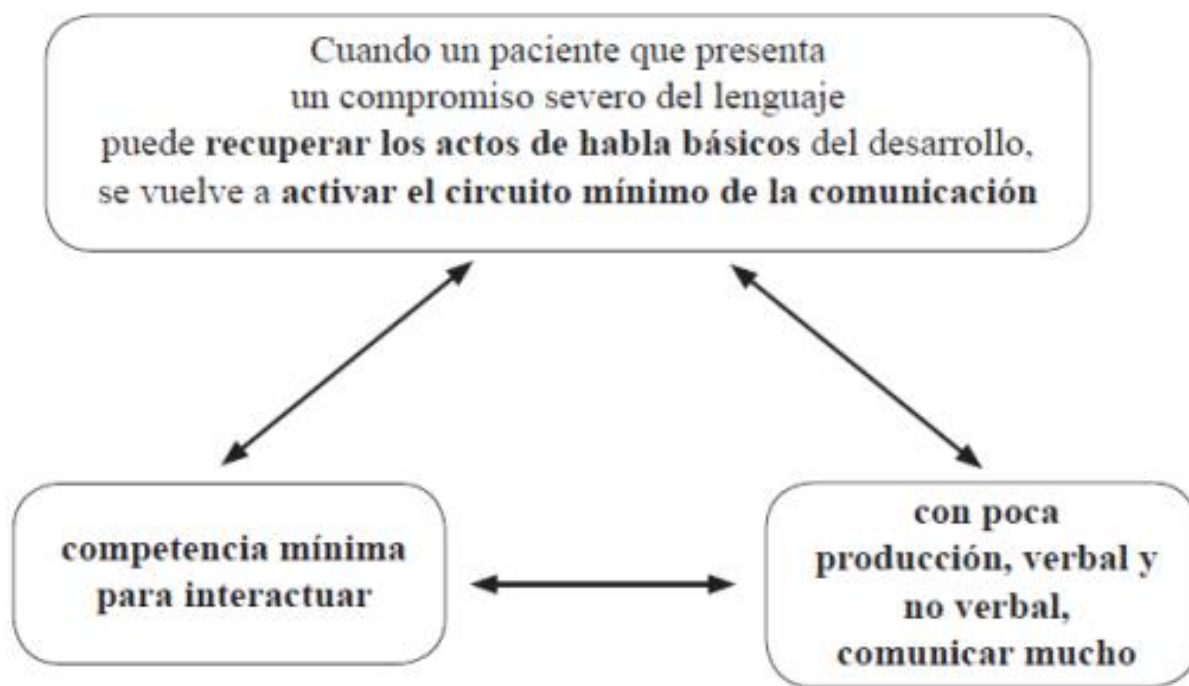 Cuando un paciente que presenta
un compromiso severo del lenguaje
puede recuperar los actos de habla básicos del desarrollo,
se vuelve a activar el circuito mínimo de la comunicación
competencia mínima
para interactuar
con poca
producción, verbal y
no verbal,
comunicar mucho